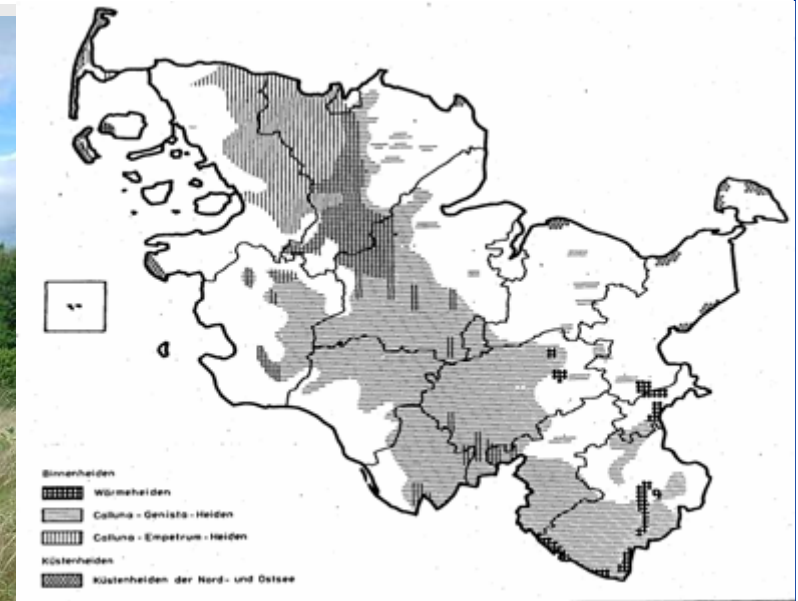 Binnenheiden
Wärmeheiden
Calluna-Genista-Heiden
Calluna-Empetrum-Heiden
Küstenheiden
Küstenheiden der Nord- und Ostsee